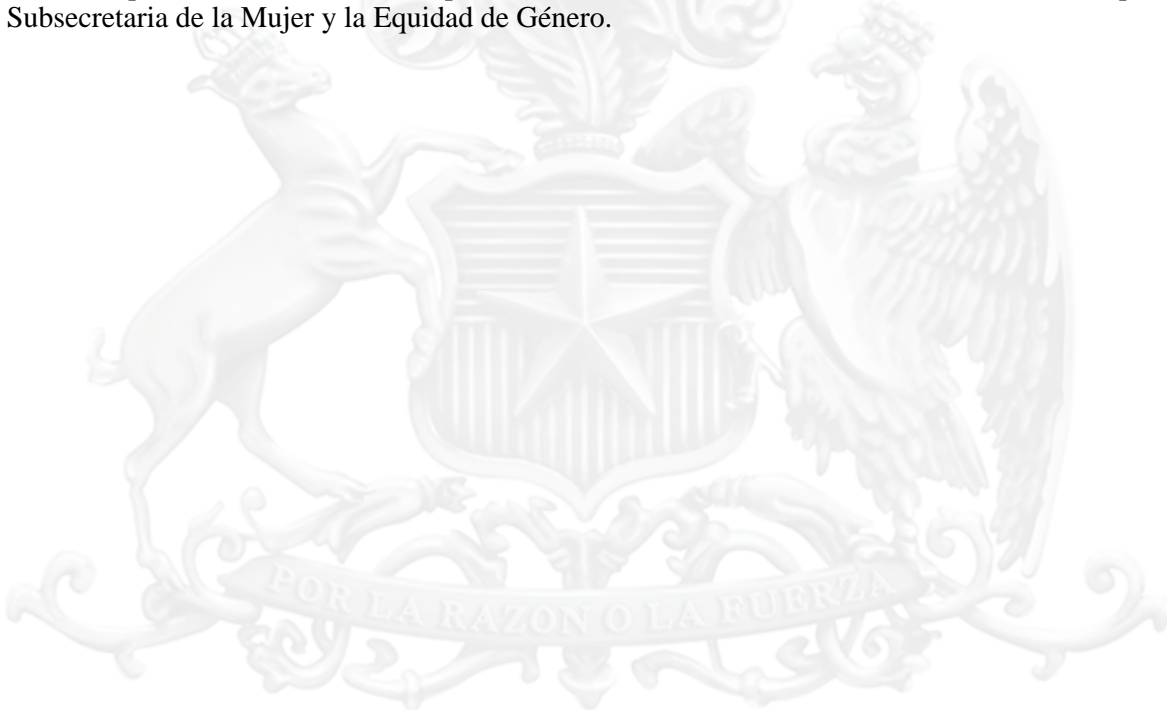 Subsecretaria de la Mujer y la Equidad de Género.
POR LA RAZON O LA FUERZA